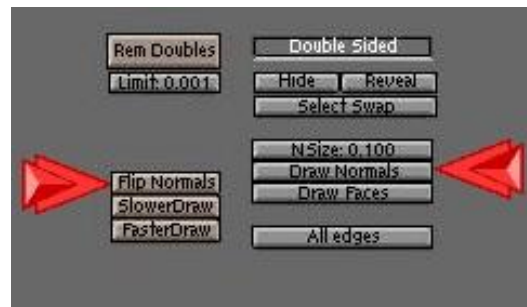 Rem Doubles
Limit: 0.001
Double Sided
Hide
Reveal
Select Swap
NSize: 0.100
Draw Normals
Draw Faces
Flip Normals
SlowerDraw
FasterDraw
All edges